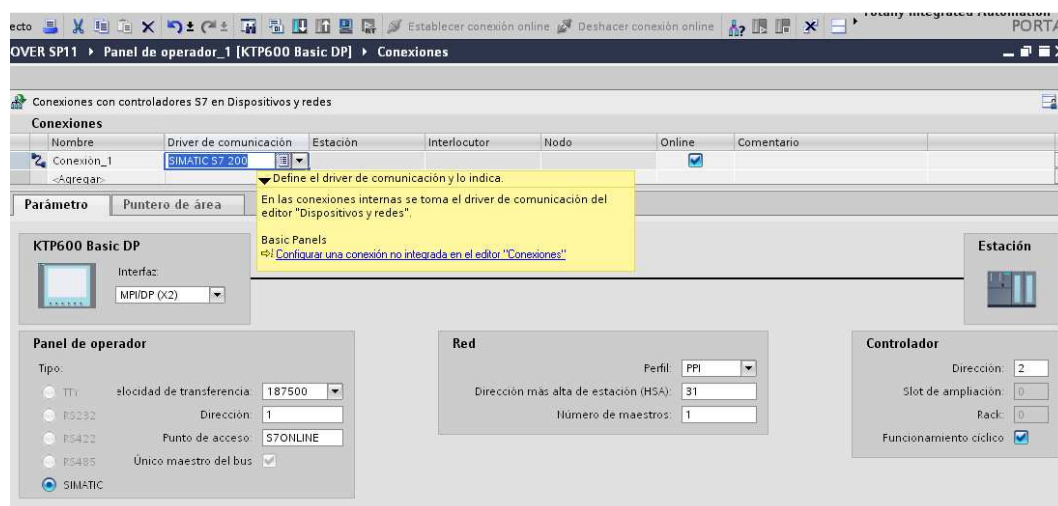 ecto Establecer conexión online Deshacer conexión online
Totally Integrated Automation
PORTA
OVER SP11 ▸ Panel de operador_1 [KTP600 Basic DP] ▸ Conexiones
Conexiones con controladores S7 en Dispositivos y redes
Conexiones
Nombre Driver de comunicación Estación Interlocutor Nodo Online Comentario
Conexión_1 SIMATIC S7 200
<Agregar>
Define el driver de comunicación y lo indica.
En las conexiones internas se toma el driver de comunicación del
editor "Dispositivos y redes".
Basic Panels
Configurar una conexión no integrada en el editor "Conexiones"
Parámetro Puntero de área
KTP600 Basic DP
Interfaz:
MPI/DP (X2)
Estación
Panel de operador
Tipo:
TTY
RS232
RS422
RS485
SIMATIC
elocidad de transferencia: 187500
Dirección: 1
Punto de acceso: S7ONLINE
Único maestro del bus
Red
Perfil: PPI
Dirección más alta de estación (HSA): 31
Número de maestros: 1
Controlador
Dirección: 2
Slot de ampliación: 0
Rack: 0
Funcionamiento cíclico